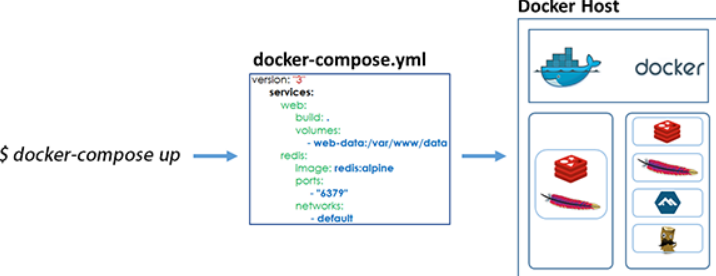 $ docker-compose up
docker-compose.yml
version: "3"
services:
web:
build: .
volumes:
- web-data:/var/www/data
redis:
image: redis:alpine
ports:
- "6379"
networks:
- default
Docker Host
docker